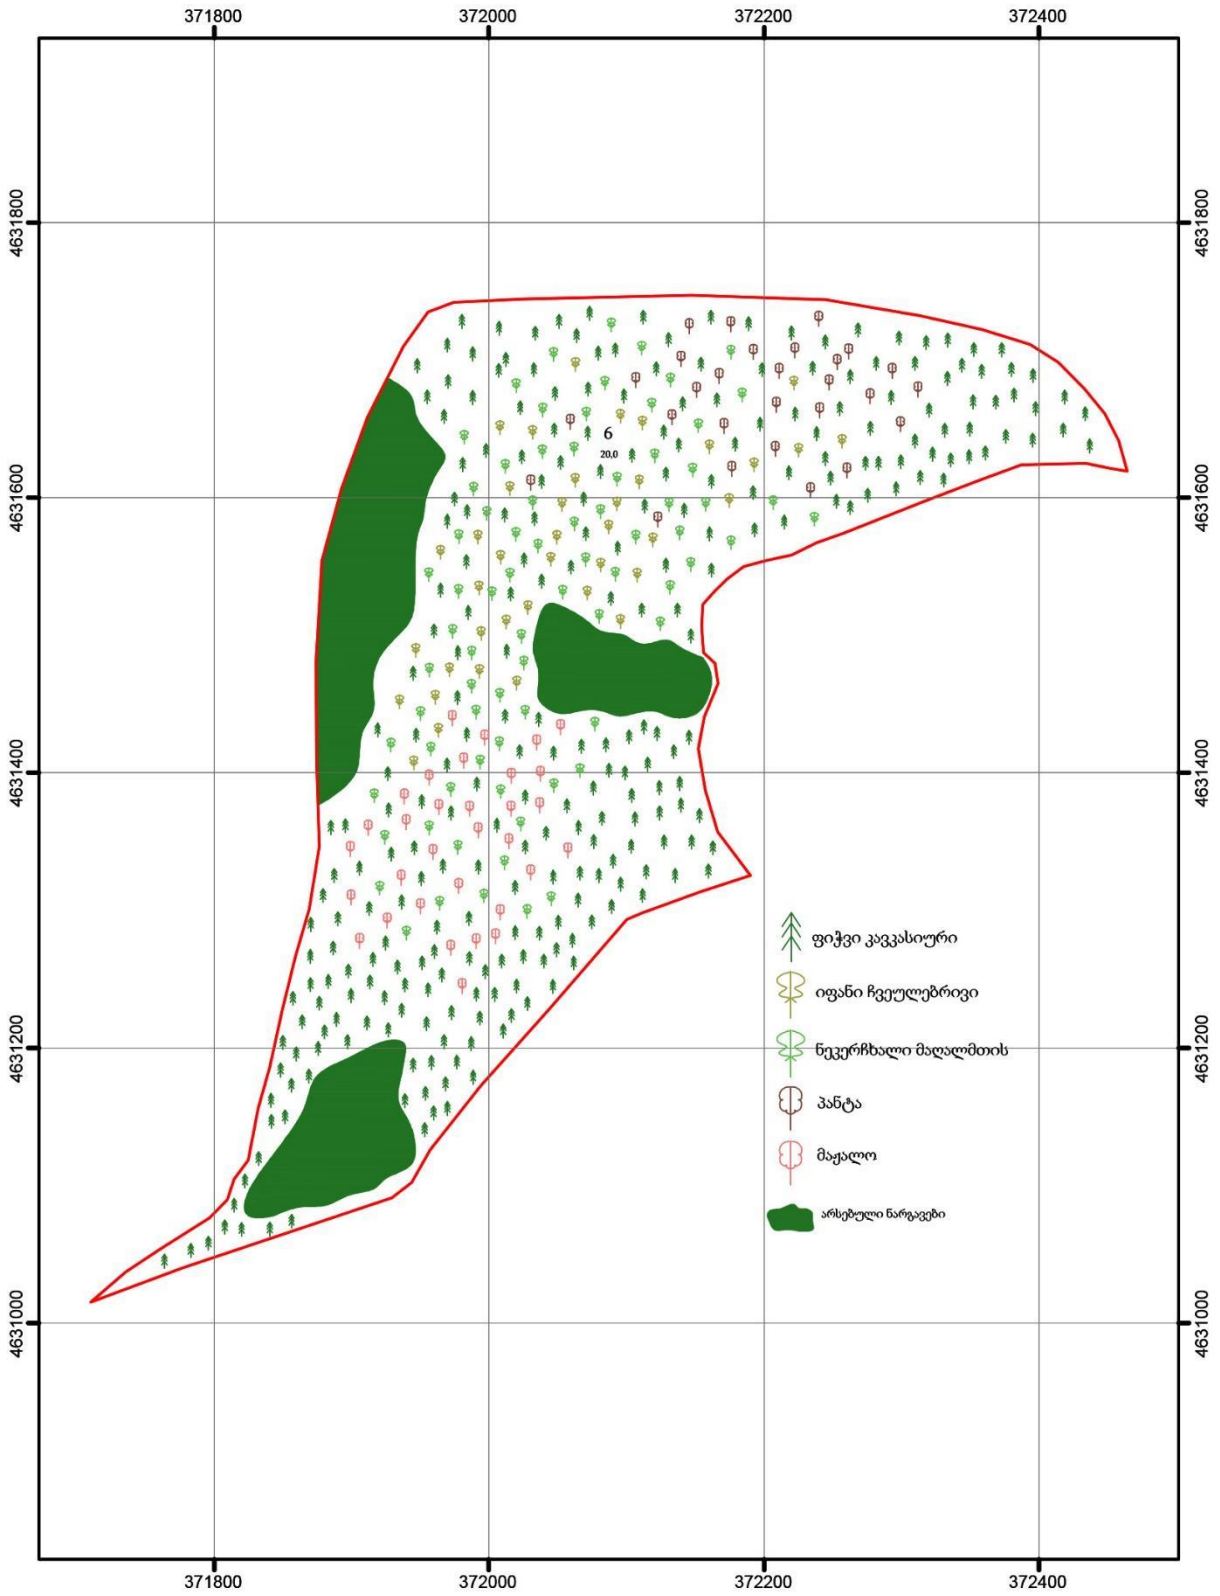 371800 372000 372200 372400
4631800 4631800
6
20,0
4631600 4631600
4631400 4631400
ფიჭვი კავკასიური
იფანი ჩვეულებრივი
ნეკერჩხალი მაღალმთის
4631200 4631200
პანტა
მაჟალო
არსებული ნარგავები
4631000 4631000
371800 372000 372200 372400